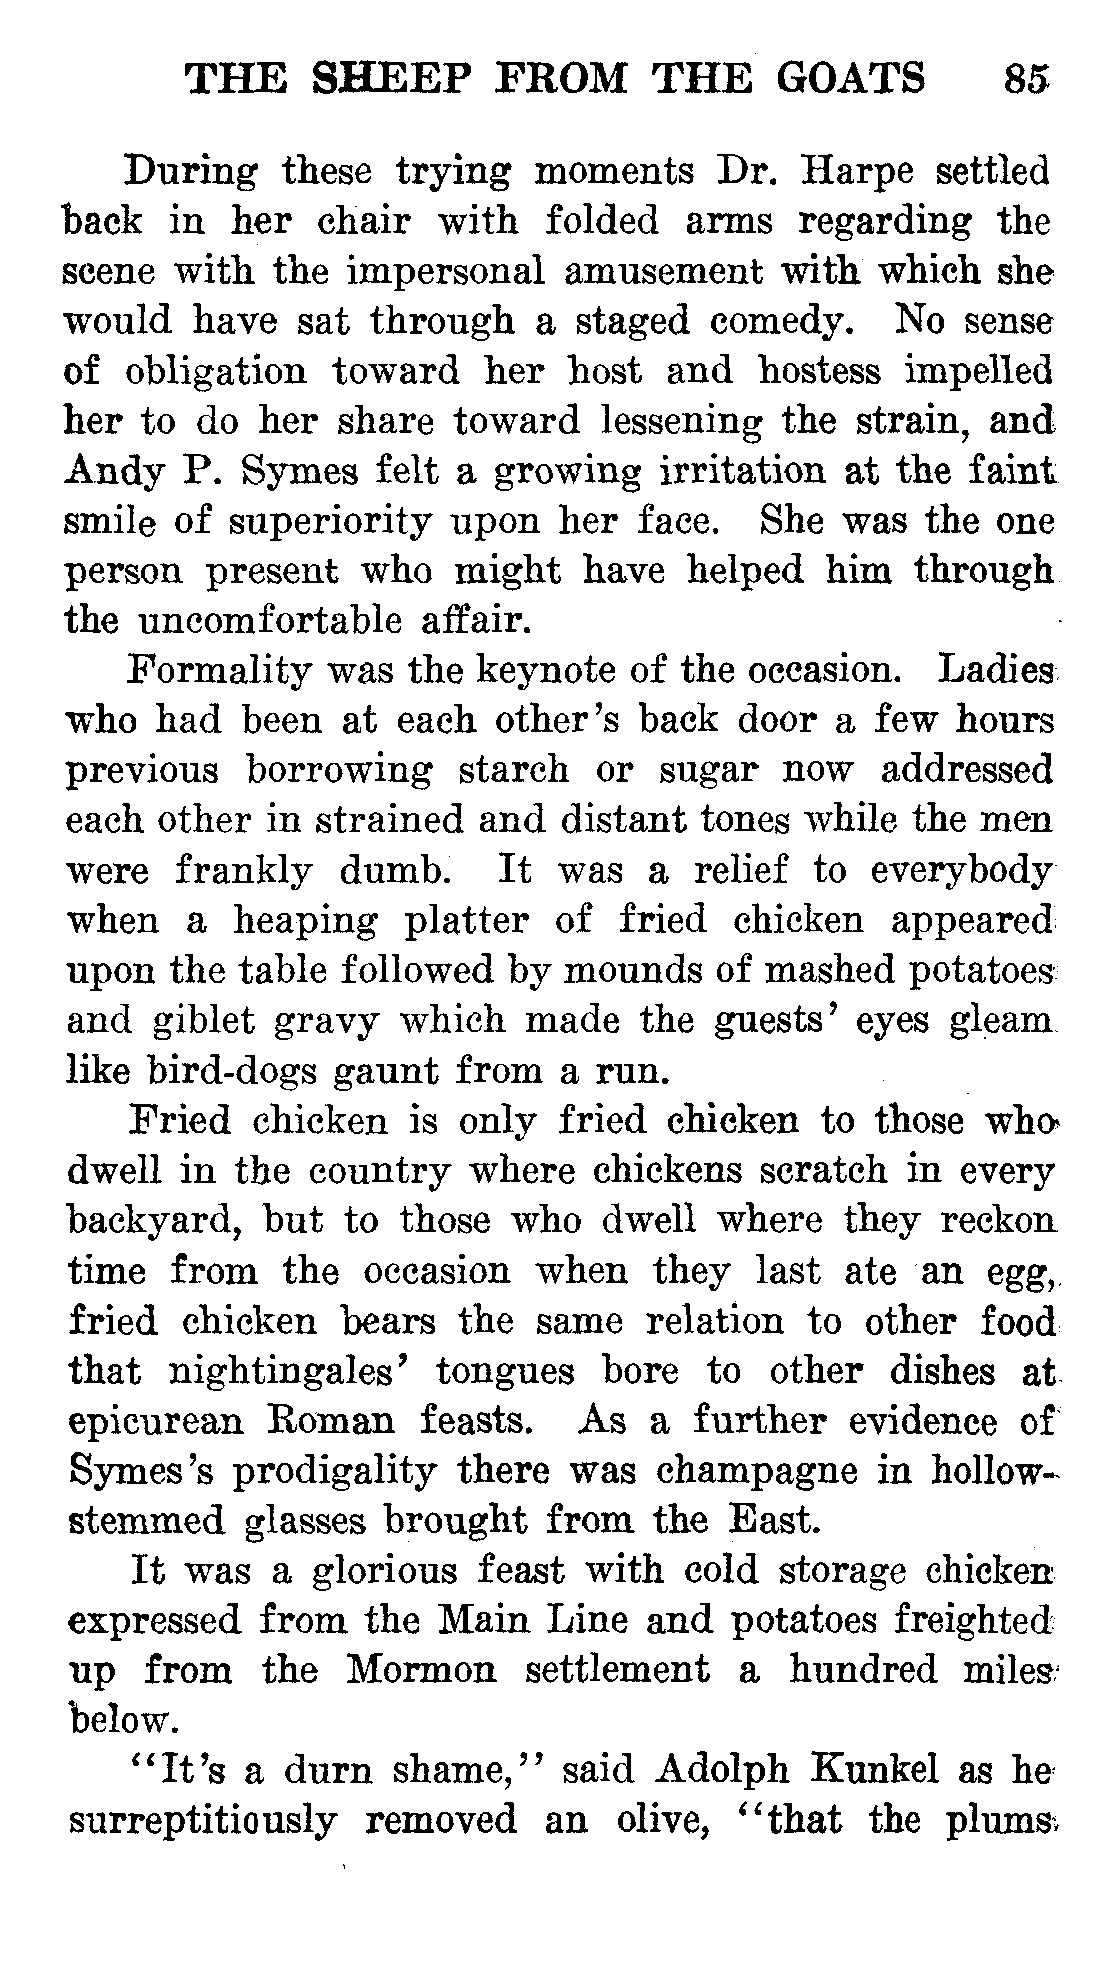 THE SHEEP FROM THE GOATS 85
During these trying moments Dr. Harpe settled
back in her chair with folded arms regarding the
scene with the impersonal amusement with which she
would have sat through a staged comedy. No sense
of obligation toward her host and hostess impelled
her to do her share toward lessening the strain, and
Andy P. Symes felt a growing irritation at the faint
smile of superiority upon her face. She was the one
person present who might have helped him through
the uncomfortable affair.
Formality was the keynote of the occasion. Ladies
who had been at each other's back door a few hours
previous borrowing starch or sugar now addressed
each other in strained and distant tones while the men
were frankly dumb. It was a relief to everybody
when a heaping platter of fried chicken appeared
upon the table followed by mounds of mashed potatoes
and giblet gravy which made the guests' eyes gleam
like bird-dogs gaunt from a run.
Fried chicken is only fried chicken to those who
dwell in the country where chickens scratch in every
backyard, but to those who dwell where they reckon
time from the occasion when they last ate an egg,
fried chicken bears the same relation to other food
that nightingales' tongues bore to other dishes at
epicurean Roman feasts. As a further evidence of
Symes's prodigality there was champagne in hollow-
stemmed glasses brought from the East.
It was a glorious feast with cold storage chicken
expressed from the Main Line and potatoes freighted
up from the Mormon settlement a hundred miles
below.
"It's a durn shame," said Adolph Kunkel as he
surreptitiously removed an olive, "that the plums